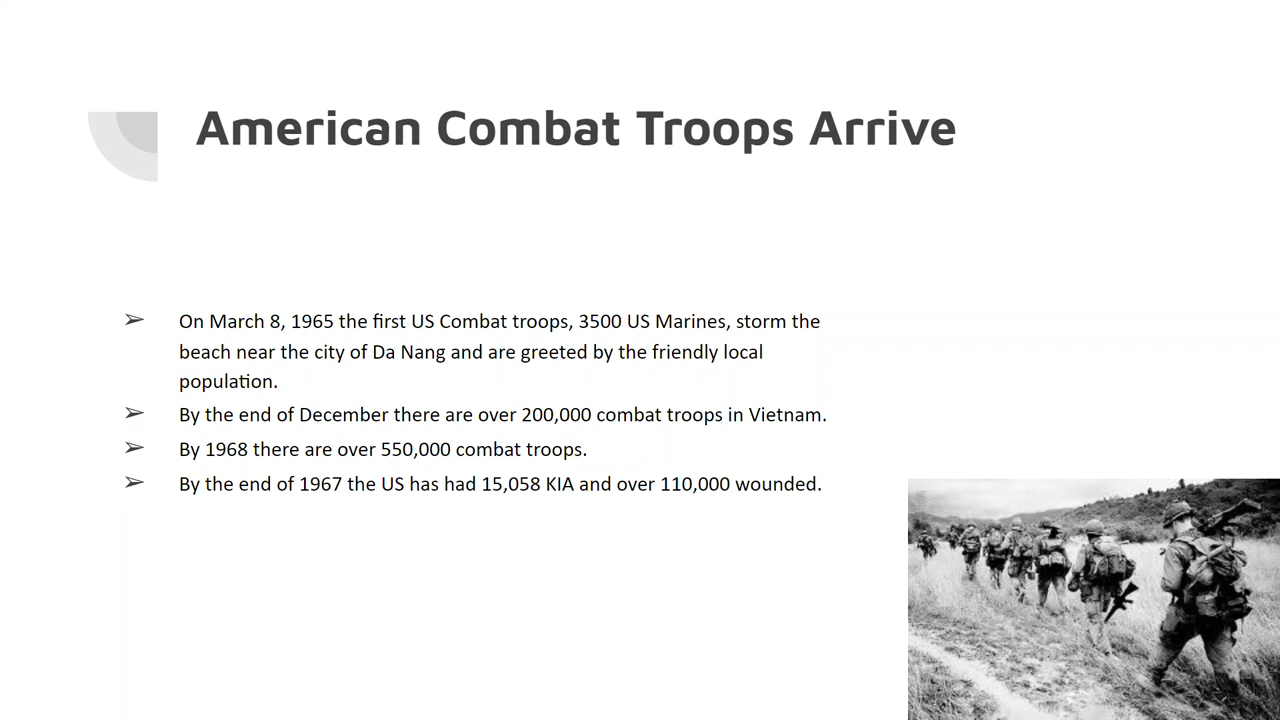 American Combat Troops Arrive
➢ On March 8, 1965 the first US Combat troops, 3500 US Marines, storm the
beach near the city of Da Nang and are greeted by the friendly local
population.
➢ By the end of December there are over 200,000 combat troops in Vietnam.
➢ By 1968 there are over 550,000 combat troops.
➢ By the end of 1967 the US has had 15,058 KIA and over 110,000 wounded.